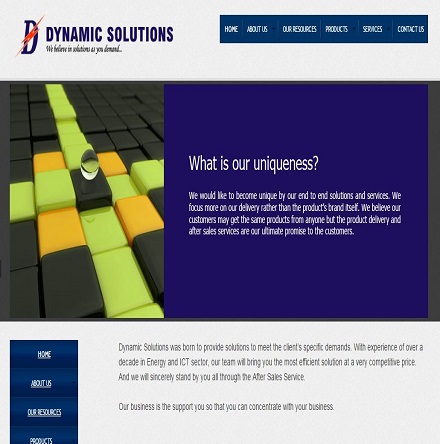 DYNAMIC SOLUTIONS
We believe in solutions as you demand...
HOME ABOUT US OUR RESOURCES PRODUCTS SERVICES CONTACT US
What is our uniqueness?
We would like to become unique by our end to end solutions and services. We
focus more on our delivery rather than the product's brand itself. We believe our
customers may get the same products from anyone but the product delivery and
after sales services are our ultimate promise to the customers.
HOME
ABOUT US
OUR RESOURCES
PRODUCTS
Dynamic Solutions was born to provide solutions to meet the client's specific demands. With experience of over a
decade in Energy and ICT sector, our team will bring you the most efficient solution at a very competitive price.
And we will sincerely stand by you all through the After Sales Service.
Our business is the support you so that you can concentrate with your business.